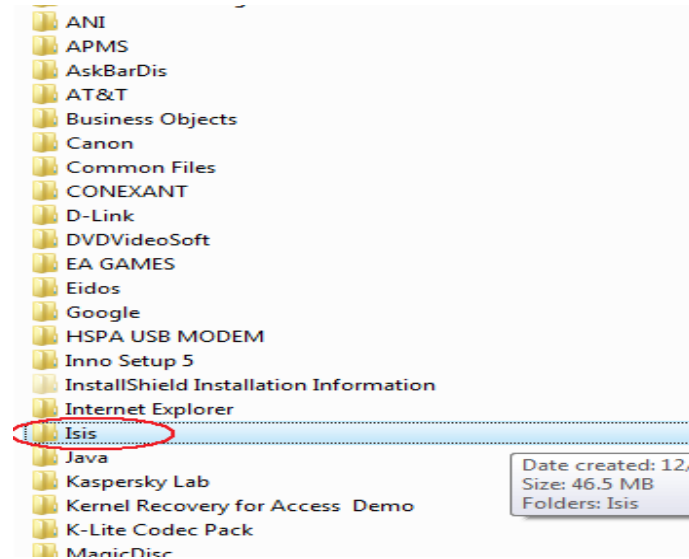 ANI
APMS
AskBarDis
AT&T
Business Objects
Canon
Common Files
CONEXANT
D-Link
DVDVideoSoft
EA GAMES
Eidos
Google
HSPA USB MODEM
Inno Setup 5
InstallShield Installation Information
Internet Explorer
Isis
Java
Kaspersky Lab
Kernel Recovery for Access  Demo
K-Lite Codec Pack
MagicDisc
Date created: 12/
Size: 46.5 MB
Folders: Isis